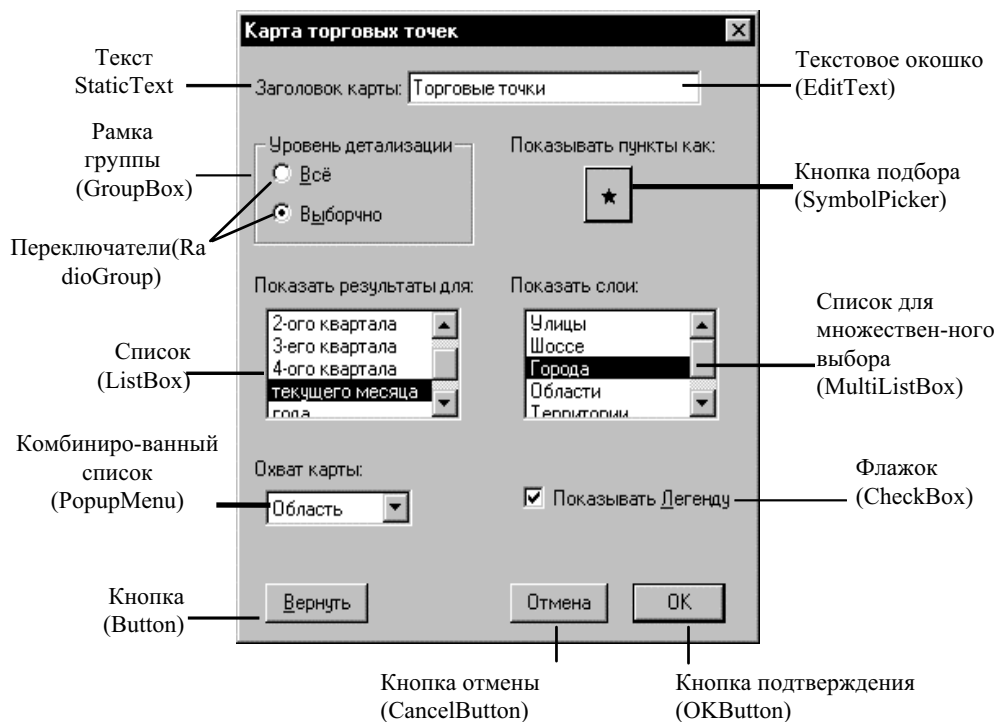 Карта торговых точек
Текст
StaticText
Заголовок карты:
Торговые точки
Текстовое окошко
(EditText)
Рамка
группы
(GroupBox)
Уровень детализации
Всё
Выборчно
Показывать пункты как:
Кнопка подбора
(SymbolPicker)
Переключатели(Ra
dioGroup)
Показать результаты для:
2-ого квартала
3-его квартала
4-ого квартала
текущего месяца
года
Показать слои:
Улицы
Шоссе
Города
Области
Территории
Список
(ListBox)
Список для
множествен-ного
выбора
(MultiListBox)
Комбиниро-ванный
список
(PopupMenu)
Охват карты:
Область
Показывать Легенду
Флажок
(CheckBox)
Кнопка
(Button)
Вернуть
Отмена
OK
Кнопка отмены
(CancelButton)
Кнопка подтверждения
(OKButton)